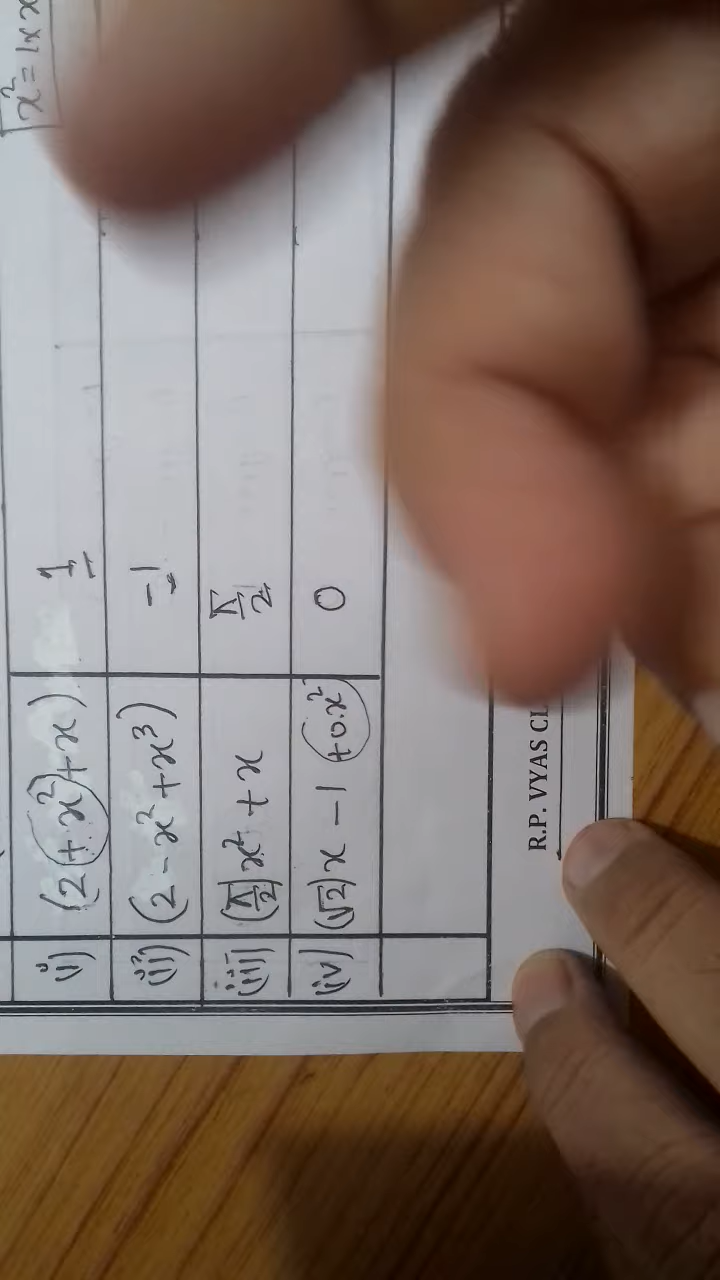 x² = 1 × x
(i) (2 + x² + x) 1
(ii) (2 - x² + x³) -1
(iii) (π/2) x² + x π/2
(iv) (√2) x - 1 + 0.x² 0
R.P. VYAS